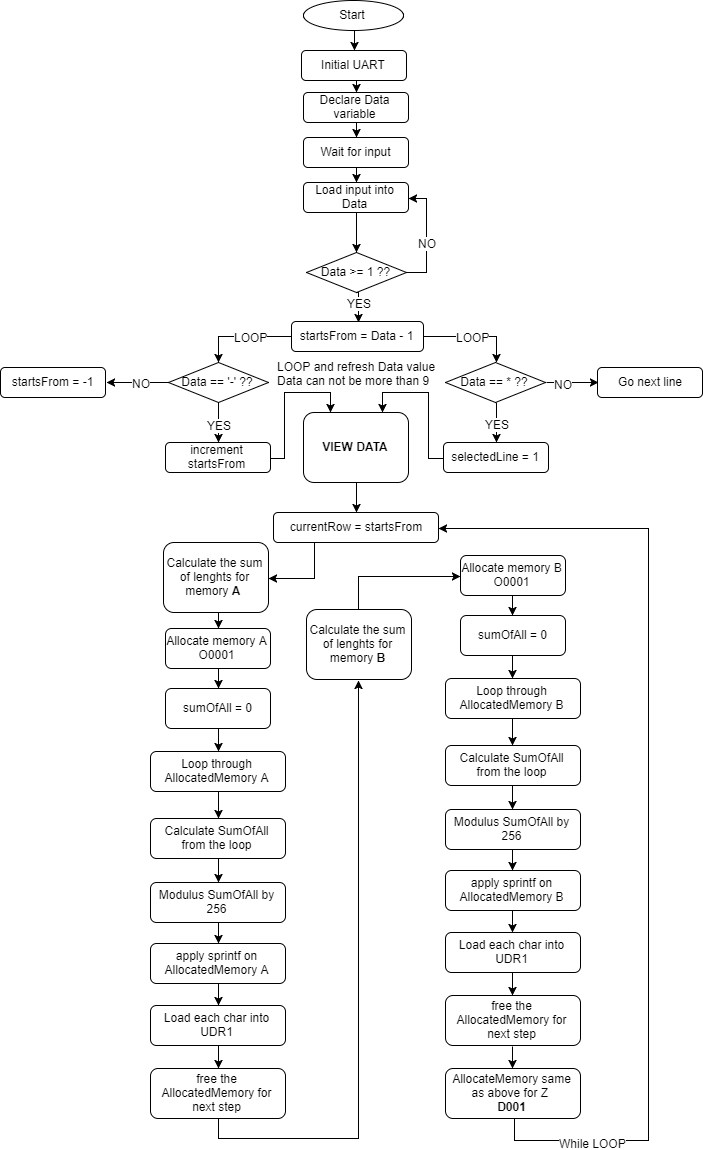 Start
Initial UART
Declare Data
variable
Wait for input
Load input into
Data
NO
Data >= 1 ??
YES
LOOP
startsFrom = Data - 1
LOOP
startsFrom = -1
NO
Data == '-' ??
LOOP and refresh Data value
Data can not be more than 9
Data == * ??
NO
Go next line
YES
YES
increment
startsFrom
VIEW DATA
selectedLine = 1
currentRow = startsFrom
Calculate the sum
of lenghts for
memory A
Allocate memory A
O0001
sumOfAll = 0
Loop through
AllocatedMemory A
Calculate SumOfAll
from the loop
Modulus SumOfAll by
256
apply sprintf on
AllocatedMemory A
Load each char into
UDR1
free the
AllocatedMemory for
next step
Calculate the sum
of lenghts for
memory B
Allocate memory B
O0001
sumOfAll = 0
Loop through
AllocatedMemory B
Calculate SumOfAll
from the loop
Modulus SumOfAll by
256
apply sprintf on
AllocatedMemory B
Load each char into
UDR1
free the
AllocatedMemory for
next step
AllocateMemory same
as above for Z
D001
While LOOP